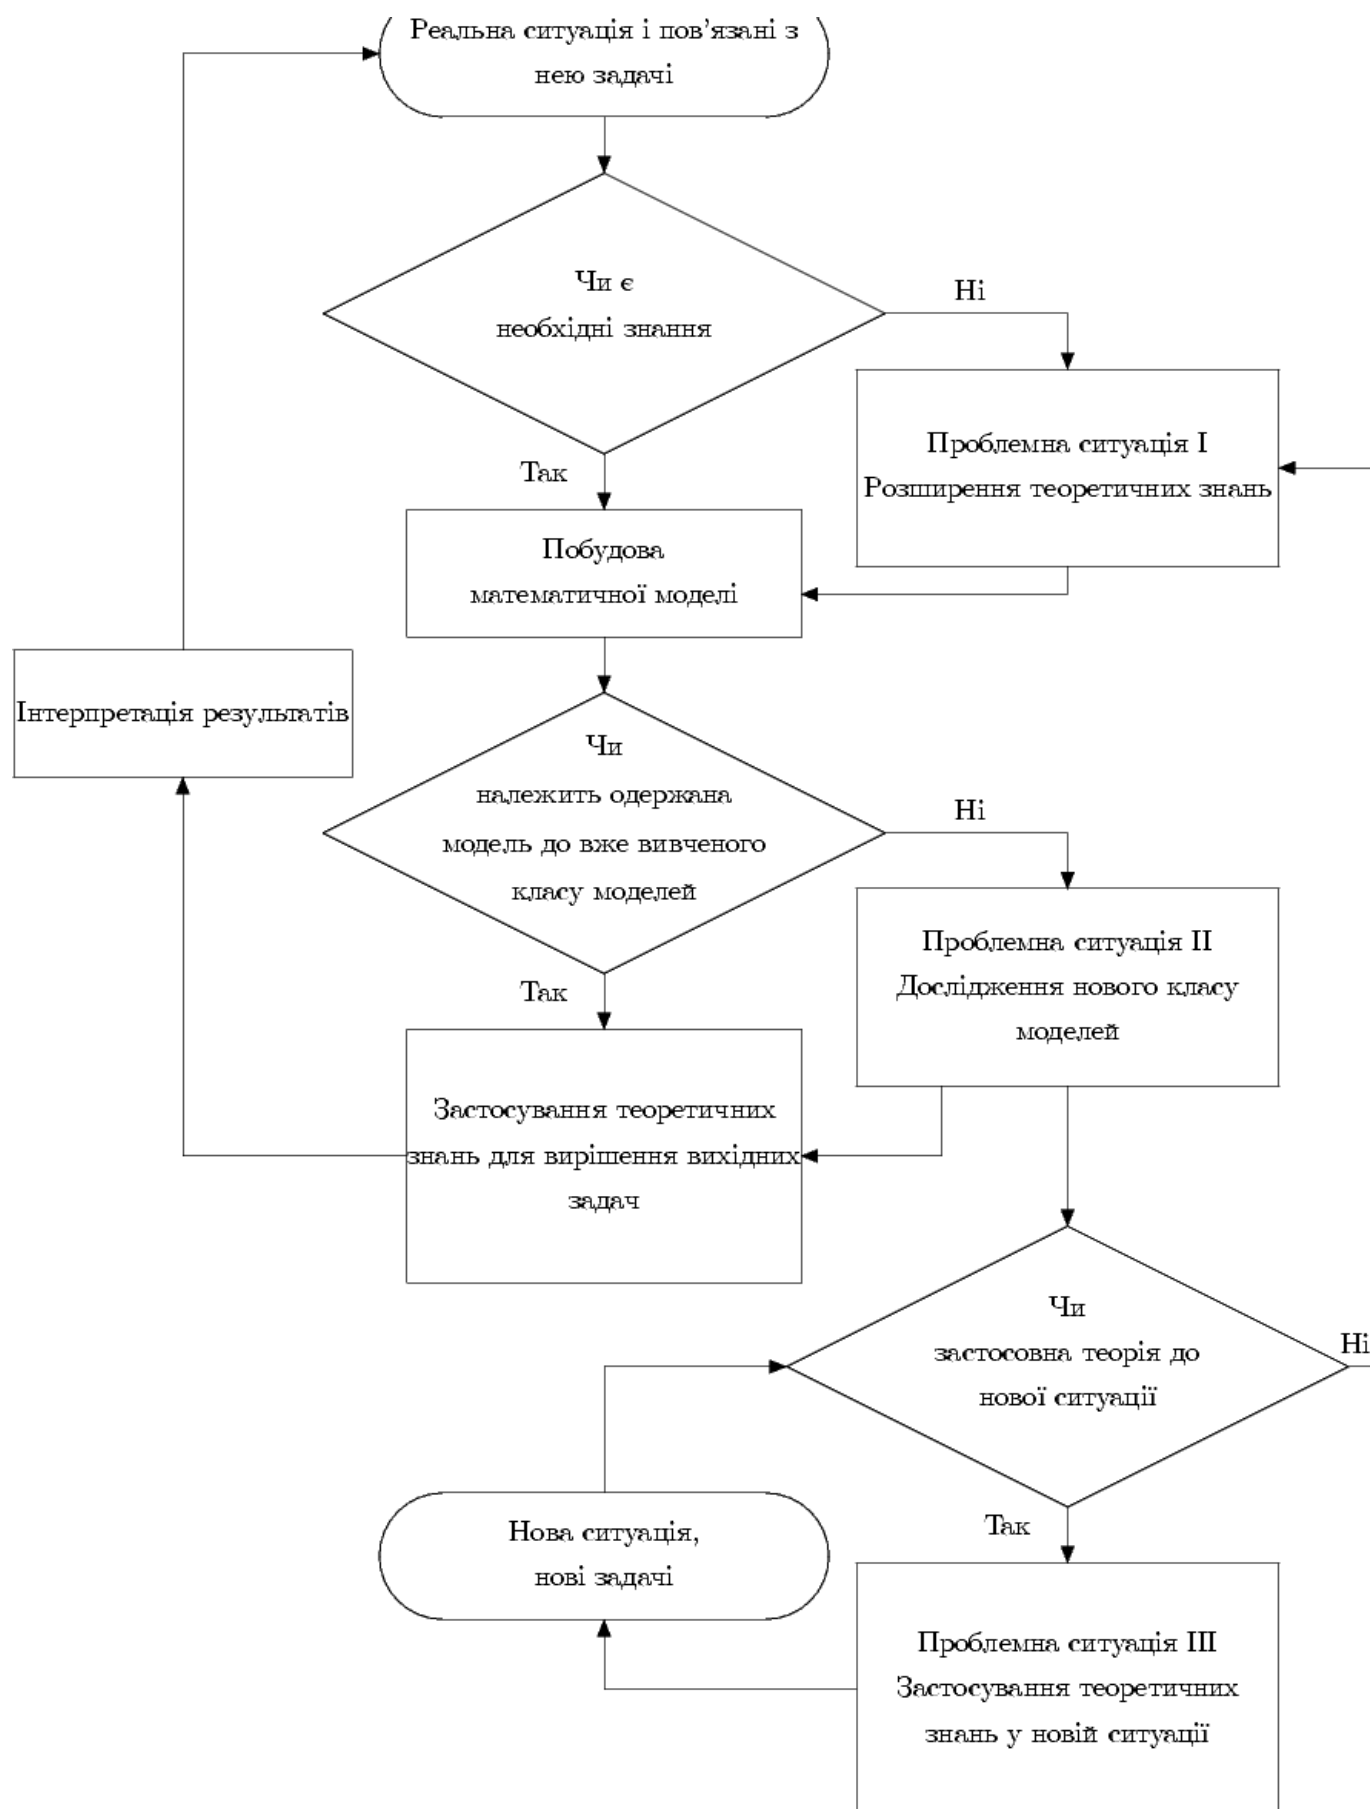 Реальна ситуація і пов'язані з
нею задачі
Чи є
необхідні знання
Ні
Проблемна ситуація I
Розширення теоретичних знань
Так
Побудова
математичної моделі
Інтерпретація результатів
Чи
належить одержана
модель до вже вивченого
класу моделей
Ні
Проблемна ситуація II
Дослідження нового класу
моделей
Так
Застосування теоретичних
знань для вирішення вихідних
задач
Чи
застосовна теорія до
нової ситуації
Ні
Нова ситуація,
нові задачі
Так
Проблемна ситуація III
Застосування теоретичних
знань у новій ситуації